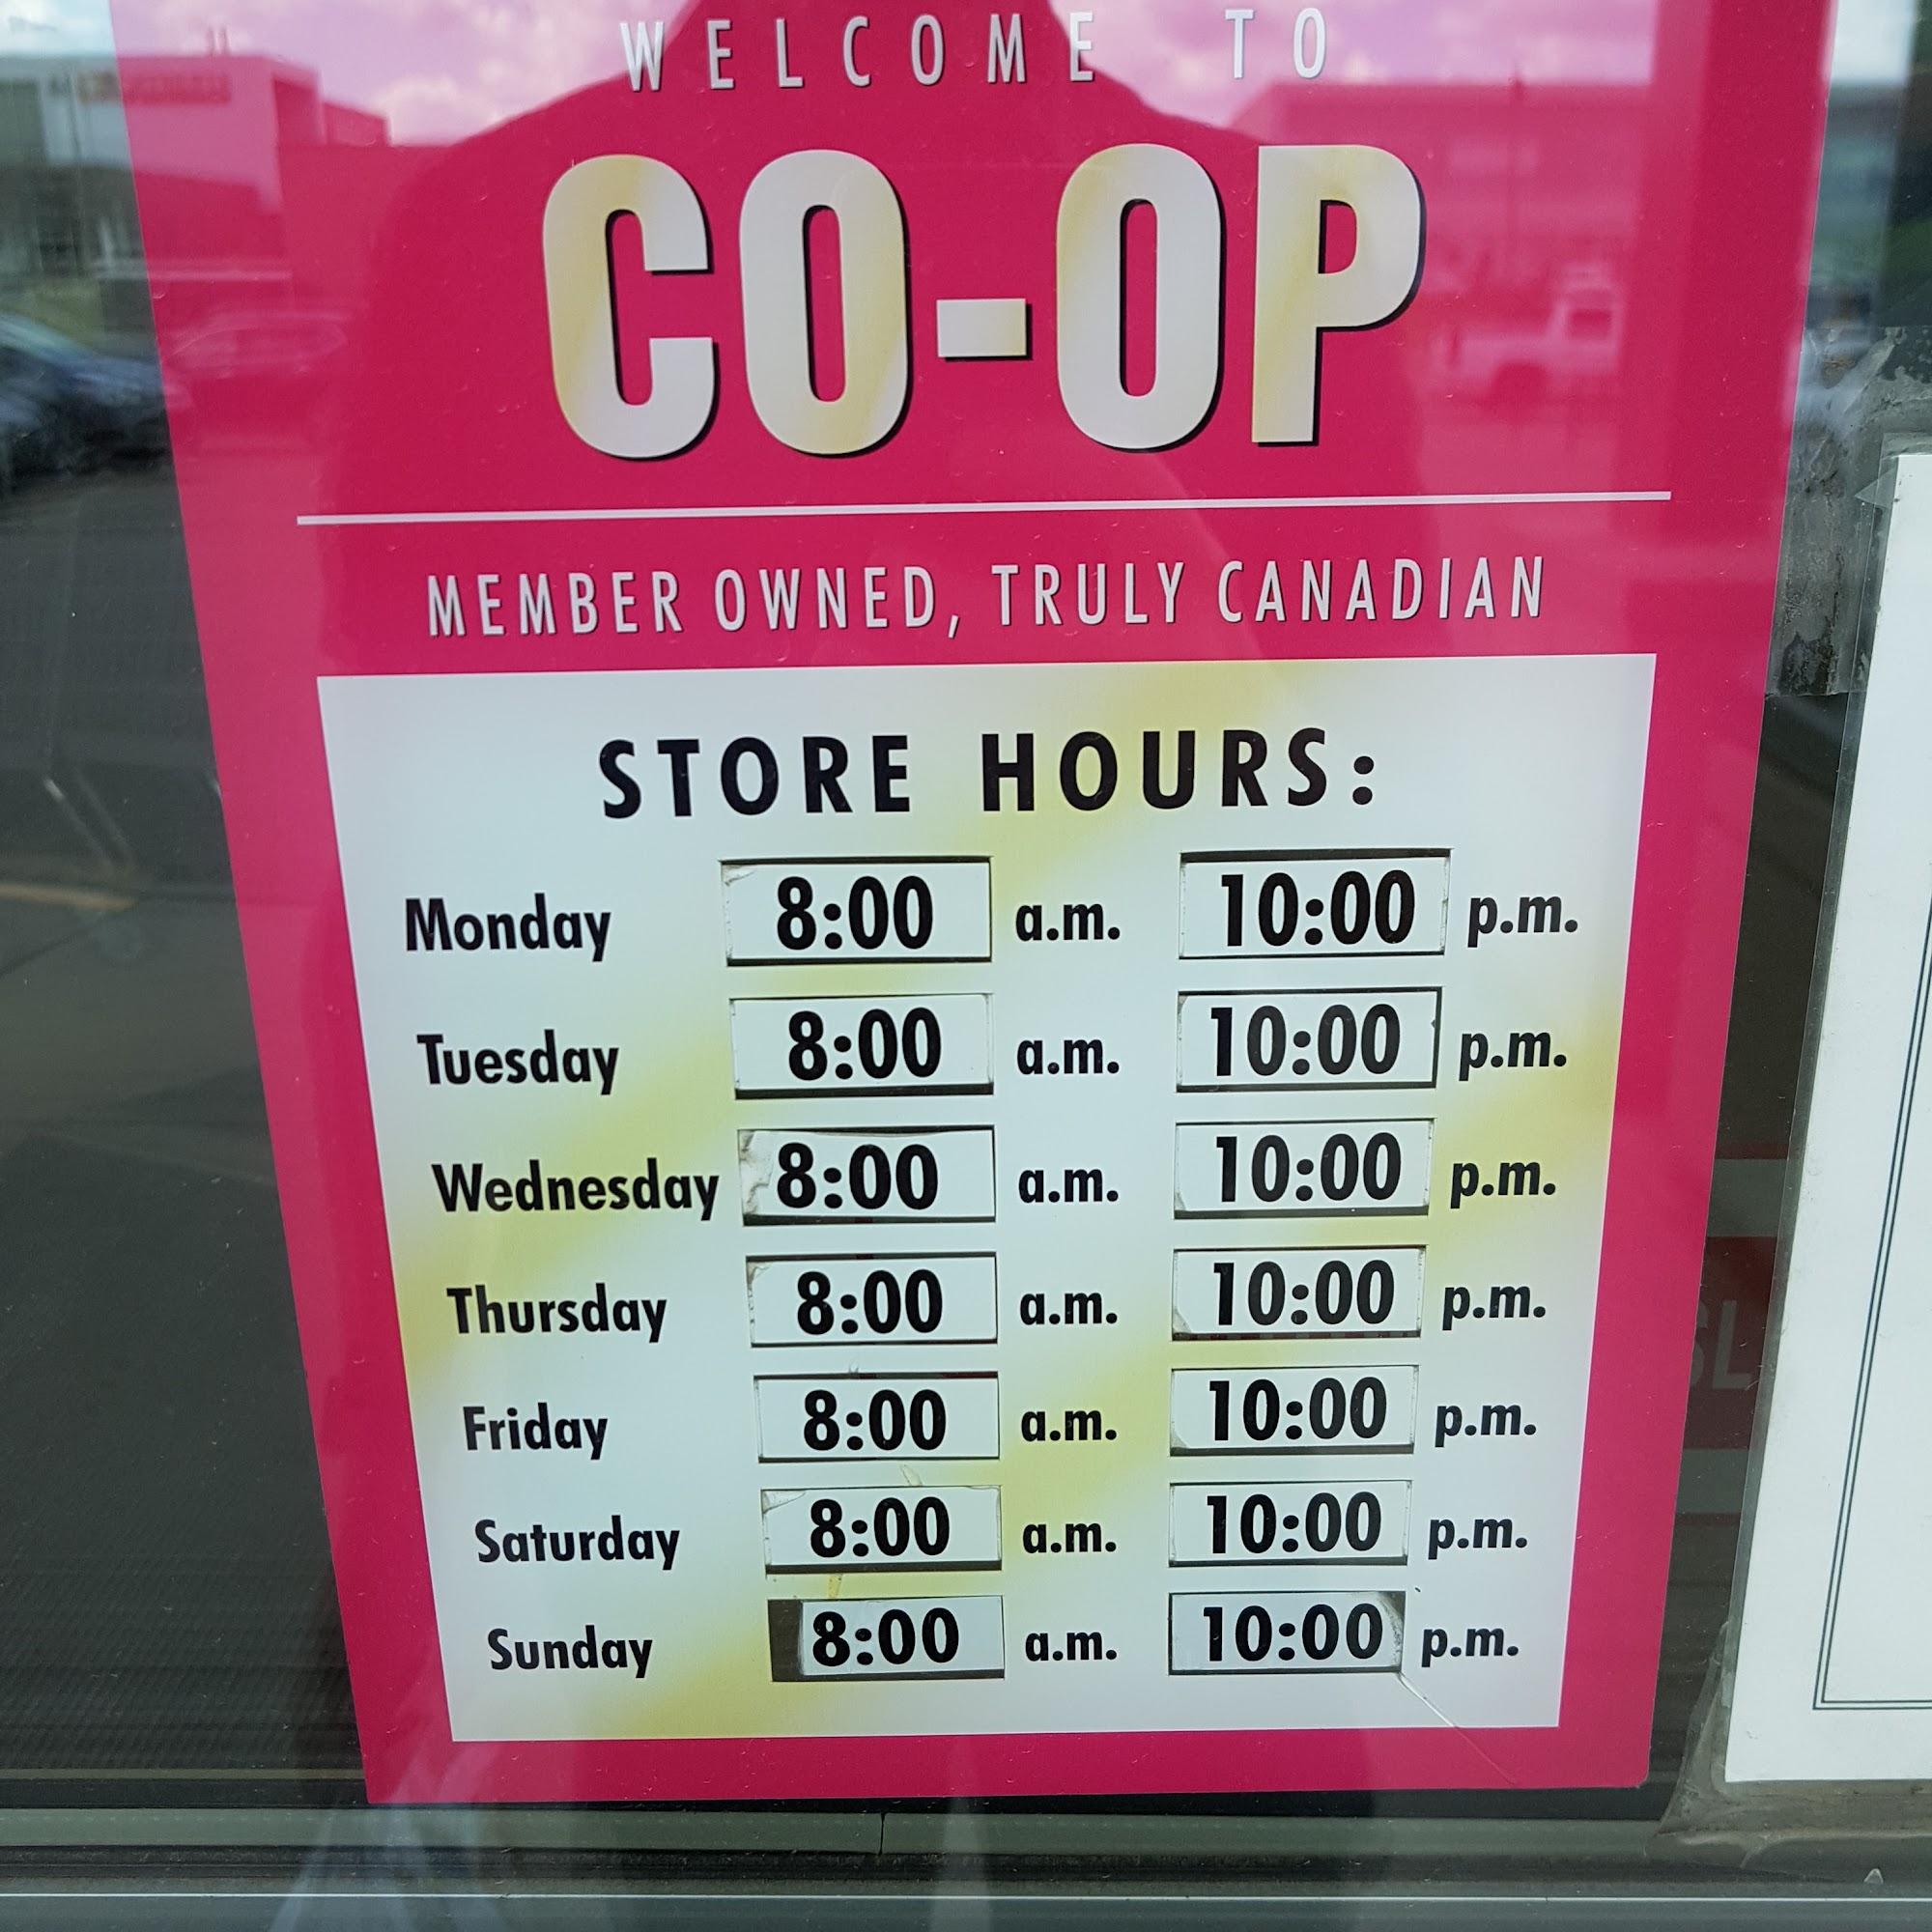 WELCOME TO
CO-OP
MEMBER OWNED, TRULY CANADIAN
STORE HOURS:
Monday 8:00 a.m. 10:00 p.m.
Tuesday 8:00 a.m. 10:00 p.m.
Wednesday 8:00 a.m. 10:00 p.m.
Thursday 8:00 a.m. 10:00 p.m.
Friday 8:00 a.m. 10:00 p.m.
Saturday 8:00 a.m. 10:00 p.m.
Sunday 8:00 a.m. 10:00 p.m.